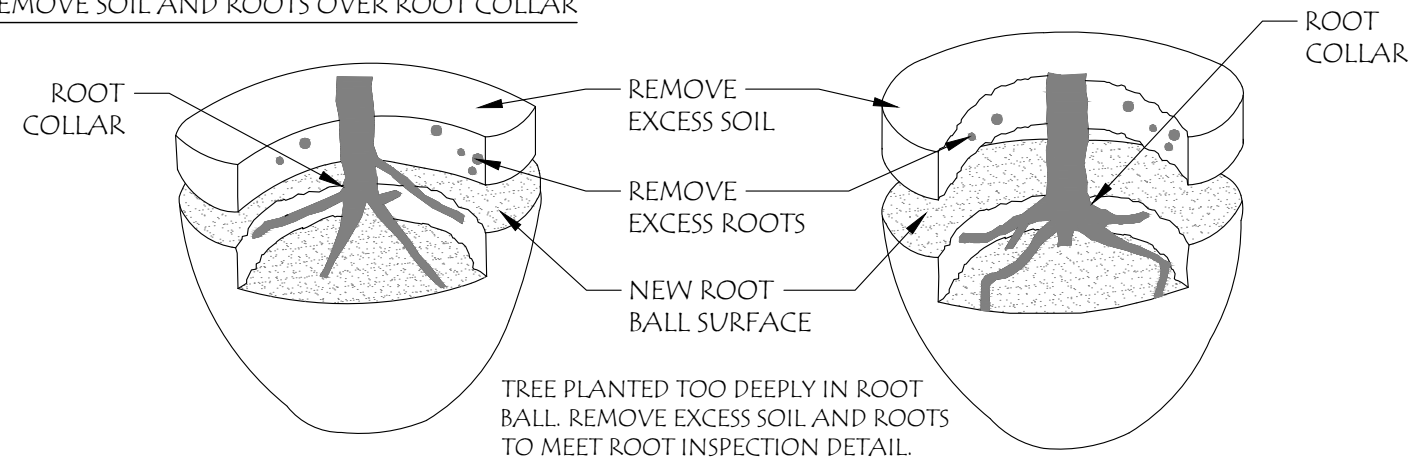 REMOVE SOIL AND ROOTS OVER ROOT COLLAR
ROOT
COLLAR
REMOVE
EXCESS SOIL
REMOVE
EXCESS ROOTS
NEW ROOT
BALL SURFACE
ROOT
COLLAR
TREE PLANTED TOO DEEPLY IN ROOT
BALL. REMOVE EXCESS SOIL AND ROOTS
TO MEET ROOT INSPECTION DETAIL.